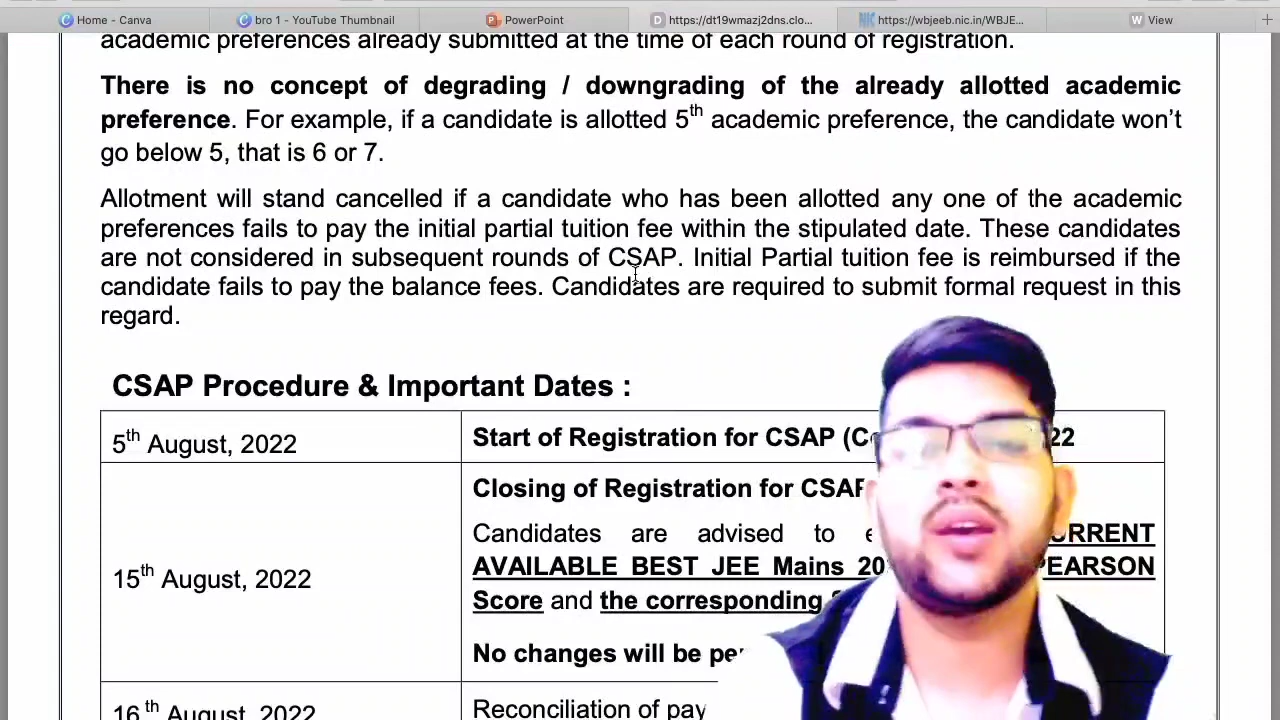 Home - Canva
bro 1 - YouTube Thumbnail
PowerPoint
https://dt19wmazj2dns.clo...
https://wbjeeb.nic.in/WBJE...
View
academic preferences already submitted at the time of each round of registration.
There is no concept of degrading / downgrading of the already allotted academic
preference. For example, if a candidate is allotted 5th academic preference, the candidate won't
go below 5, that is 6 or 7.
Allotment will stand cancelled if a candidate who has been allotted any one of the academic
preferences fails to pay the initial partial tuition fee within the stipulated date. These candidates
are not considered in subsequent rounds of CSAP. Initial Partial tuition fee is reimbursed if the
candidate fails to pay the balance fees. Candidates are required to submit formal request in this
regard.
CSAP Procedure & Important Dates :
5th August, 2022
Start of Registration for CSAP 22
15th August, 2022
Closing of Registration for
Candidates are advised to
AVAILABLE BEST JEE Mains PEARSON
Score and the corresponding
No changes will be
16 th August, 2022
Reconciliation of